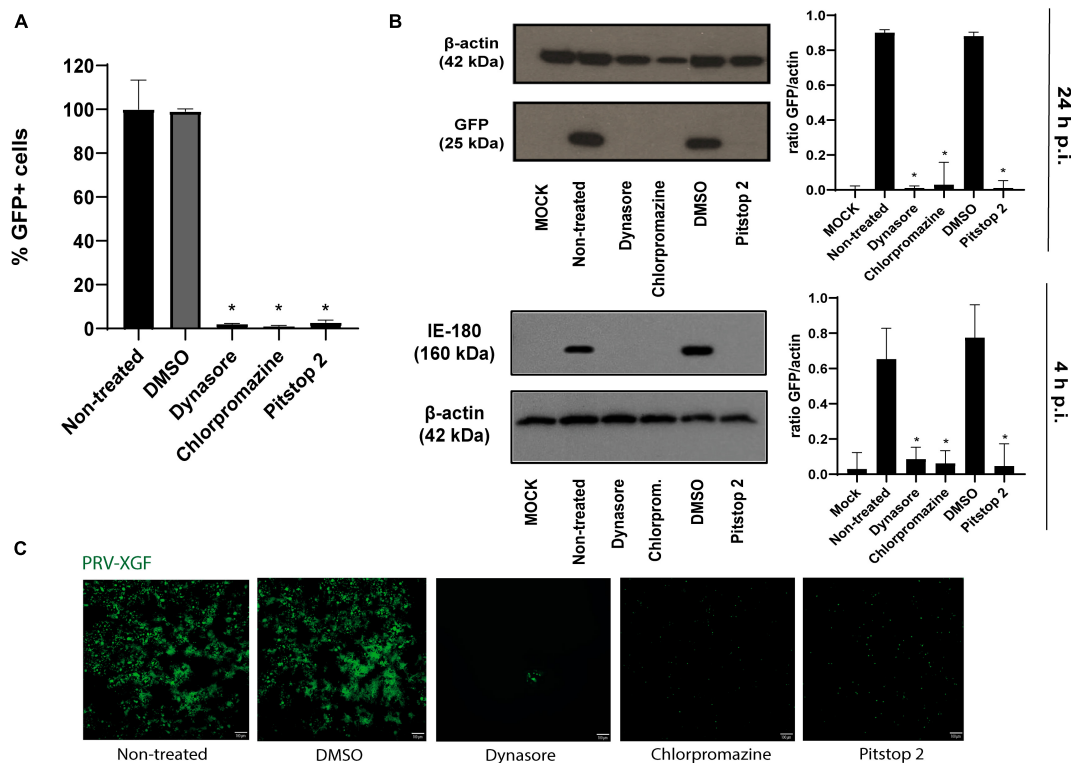 A
% GFP+ cells
120
100
80
60
40
20
0
*
*
*
Non-treated
DMSO
Dynasore
Chlorpromazine
Pitstop 2
B
β-actin
(42 kDa)
GFP
(25 kDa)
MOCK
Non-treated
Dynasore
Chlorpromazine
DMSO
Pitstop 2
ratio GFP/actin
1.0
0.8
0.6
0.4
0.2
0.0
*
*
*
MOCK
Non-treated
Dynasore
Chlorpromazine
DMSO
Pitstop 2
24 h p.i.
IE-180
(160 kDa)
β-actin
(42 kDa)
MOCK
Non-treated
Dynasore
Chlorprom.
DMSO
Pitstop 2
ratio GFP/actin
1.0
0.8
0.6
0.4
0.2
0.0
*
*
*
Mock
Non-treated
Dynasore
Chlorpromazine
DMSO
Pitstop 2
4 h p.i.
C
PRV-XGF
Non-treated
DMSO
Dynasore
Chlorpromazine
Pitstop 2